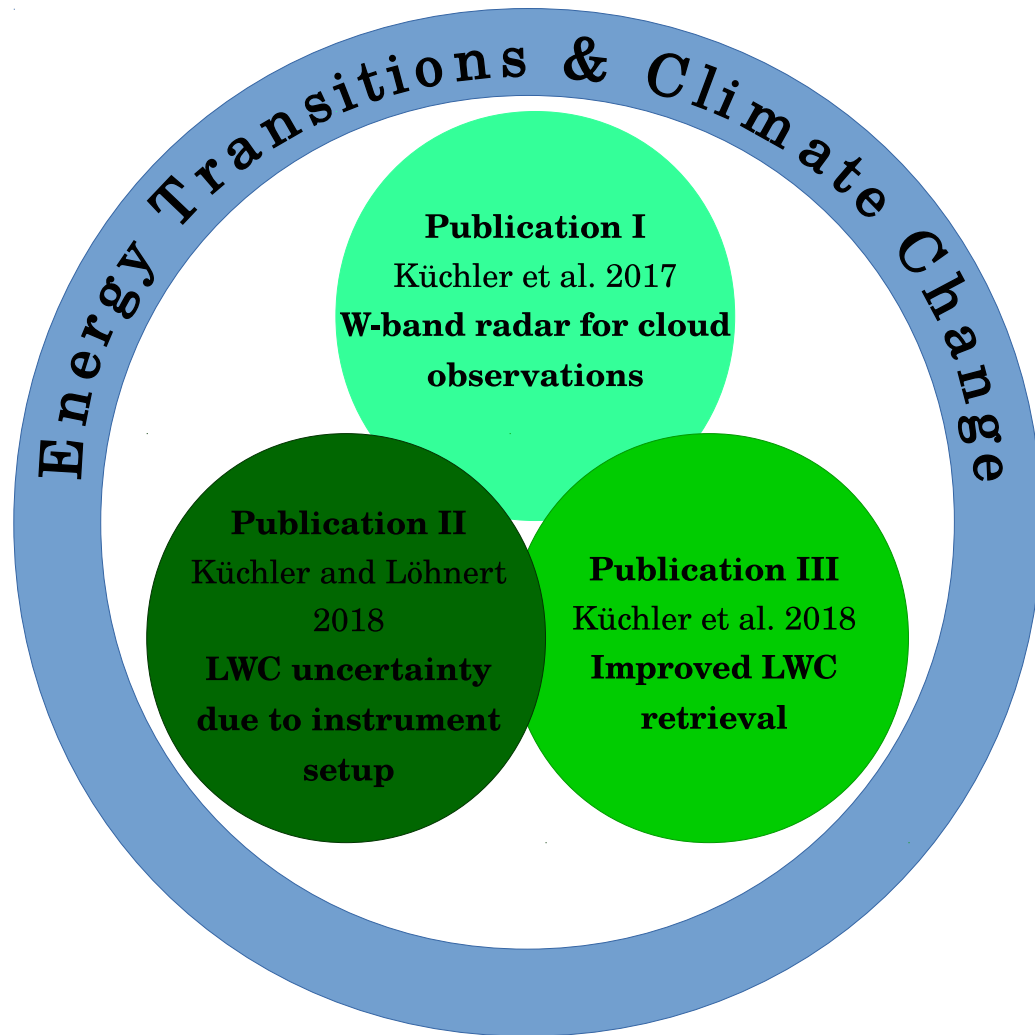 Energy Transitions & Climate Change
Publication I
Küchler et al. 2017
W-band radar for cloud
observations
Publication II
Küchler and Löhnert
2018
LWC uncertainty
due to instrument
setup
Publication III
Küchler et al. 2018
Improved LWC
retrieval